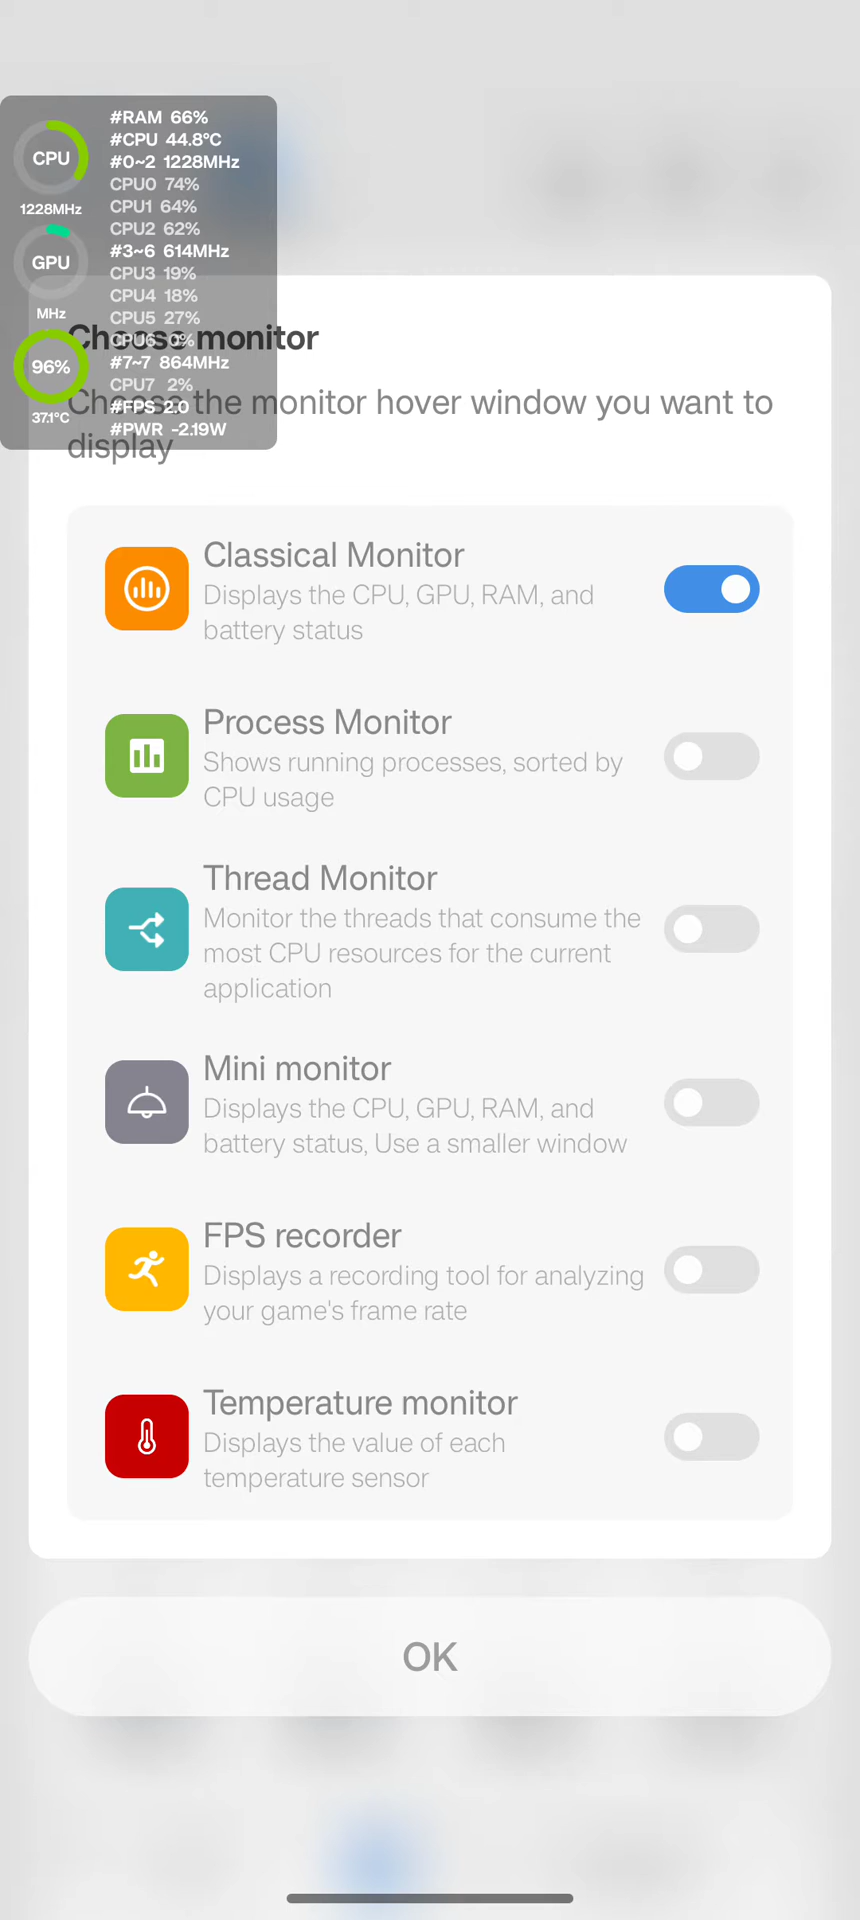 CPU
1228MHz
GPU
MHz
96%
37.1°C
#RAM 66%
#CPU 44.8°C
#0~2 1228MHz
CPU0 74%
CPU1 64%
CPU2 62%
#3~6 614MHz
CPU3 19%
CPU4 18%
CPU5 27%
CPU6 0%
#7~7 864MHz
CPU7 2%
#FPS 2.0
#PWR -2.19W
Choose monitor
Choose the monitor hover window you want to
display
Classical Monitor
Displays the CPU, GPU, RAM, and
battery status
Process Monitor
Shows running processes, sorted by
CPU usage
Thread Monitor
Monitor the threads that consume the
most CPU resources for the current
application
Mini monitor
Displays the CPU, GPU, RAM, and
battery status, Use a smaller window
FPS recorder
Displays a recording tool for analyzing
your game's frame rate
Temperature monitor
Displays the value of each
temperature sensor
OK